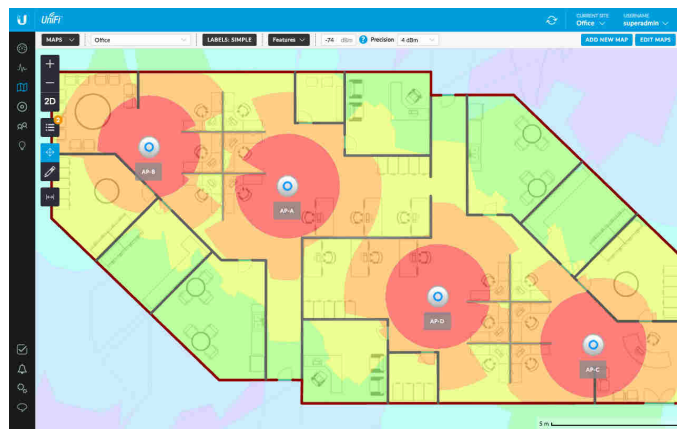 UniFi
CURRENT SITE
Office
USERNAME
superadmin
MAPS
Office
LABELS: SIMPLE
Features
-74 dBm
Precision
4 dBm
ADD NEW MAP
EDIT MAPS
2D
AP-B
AP-A
AP-D
AP-C
5 m